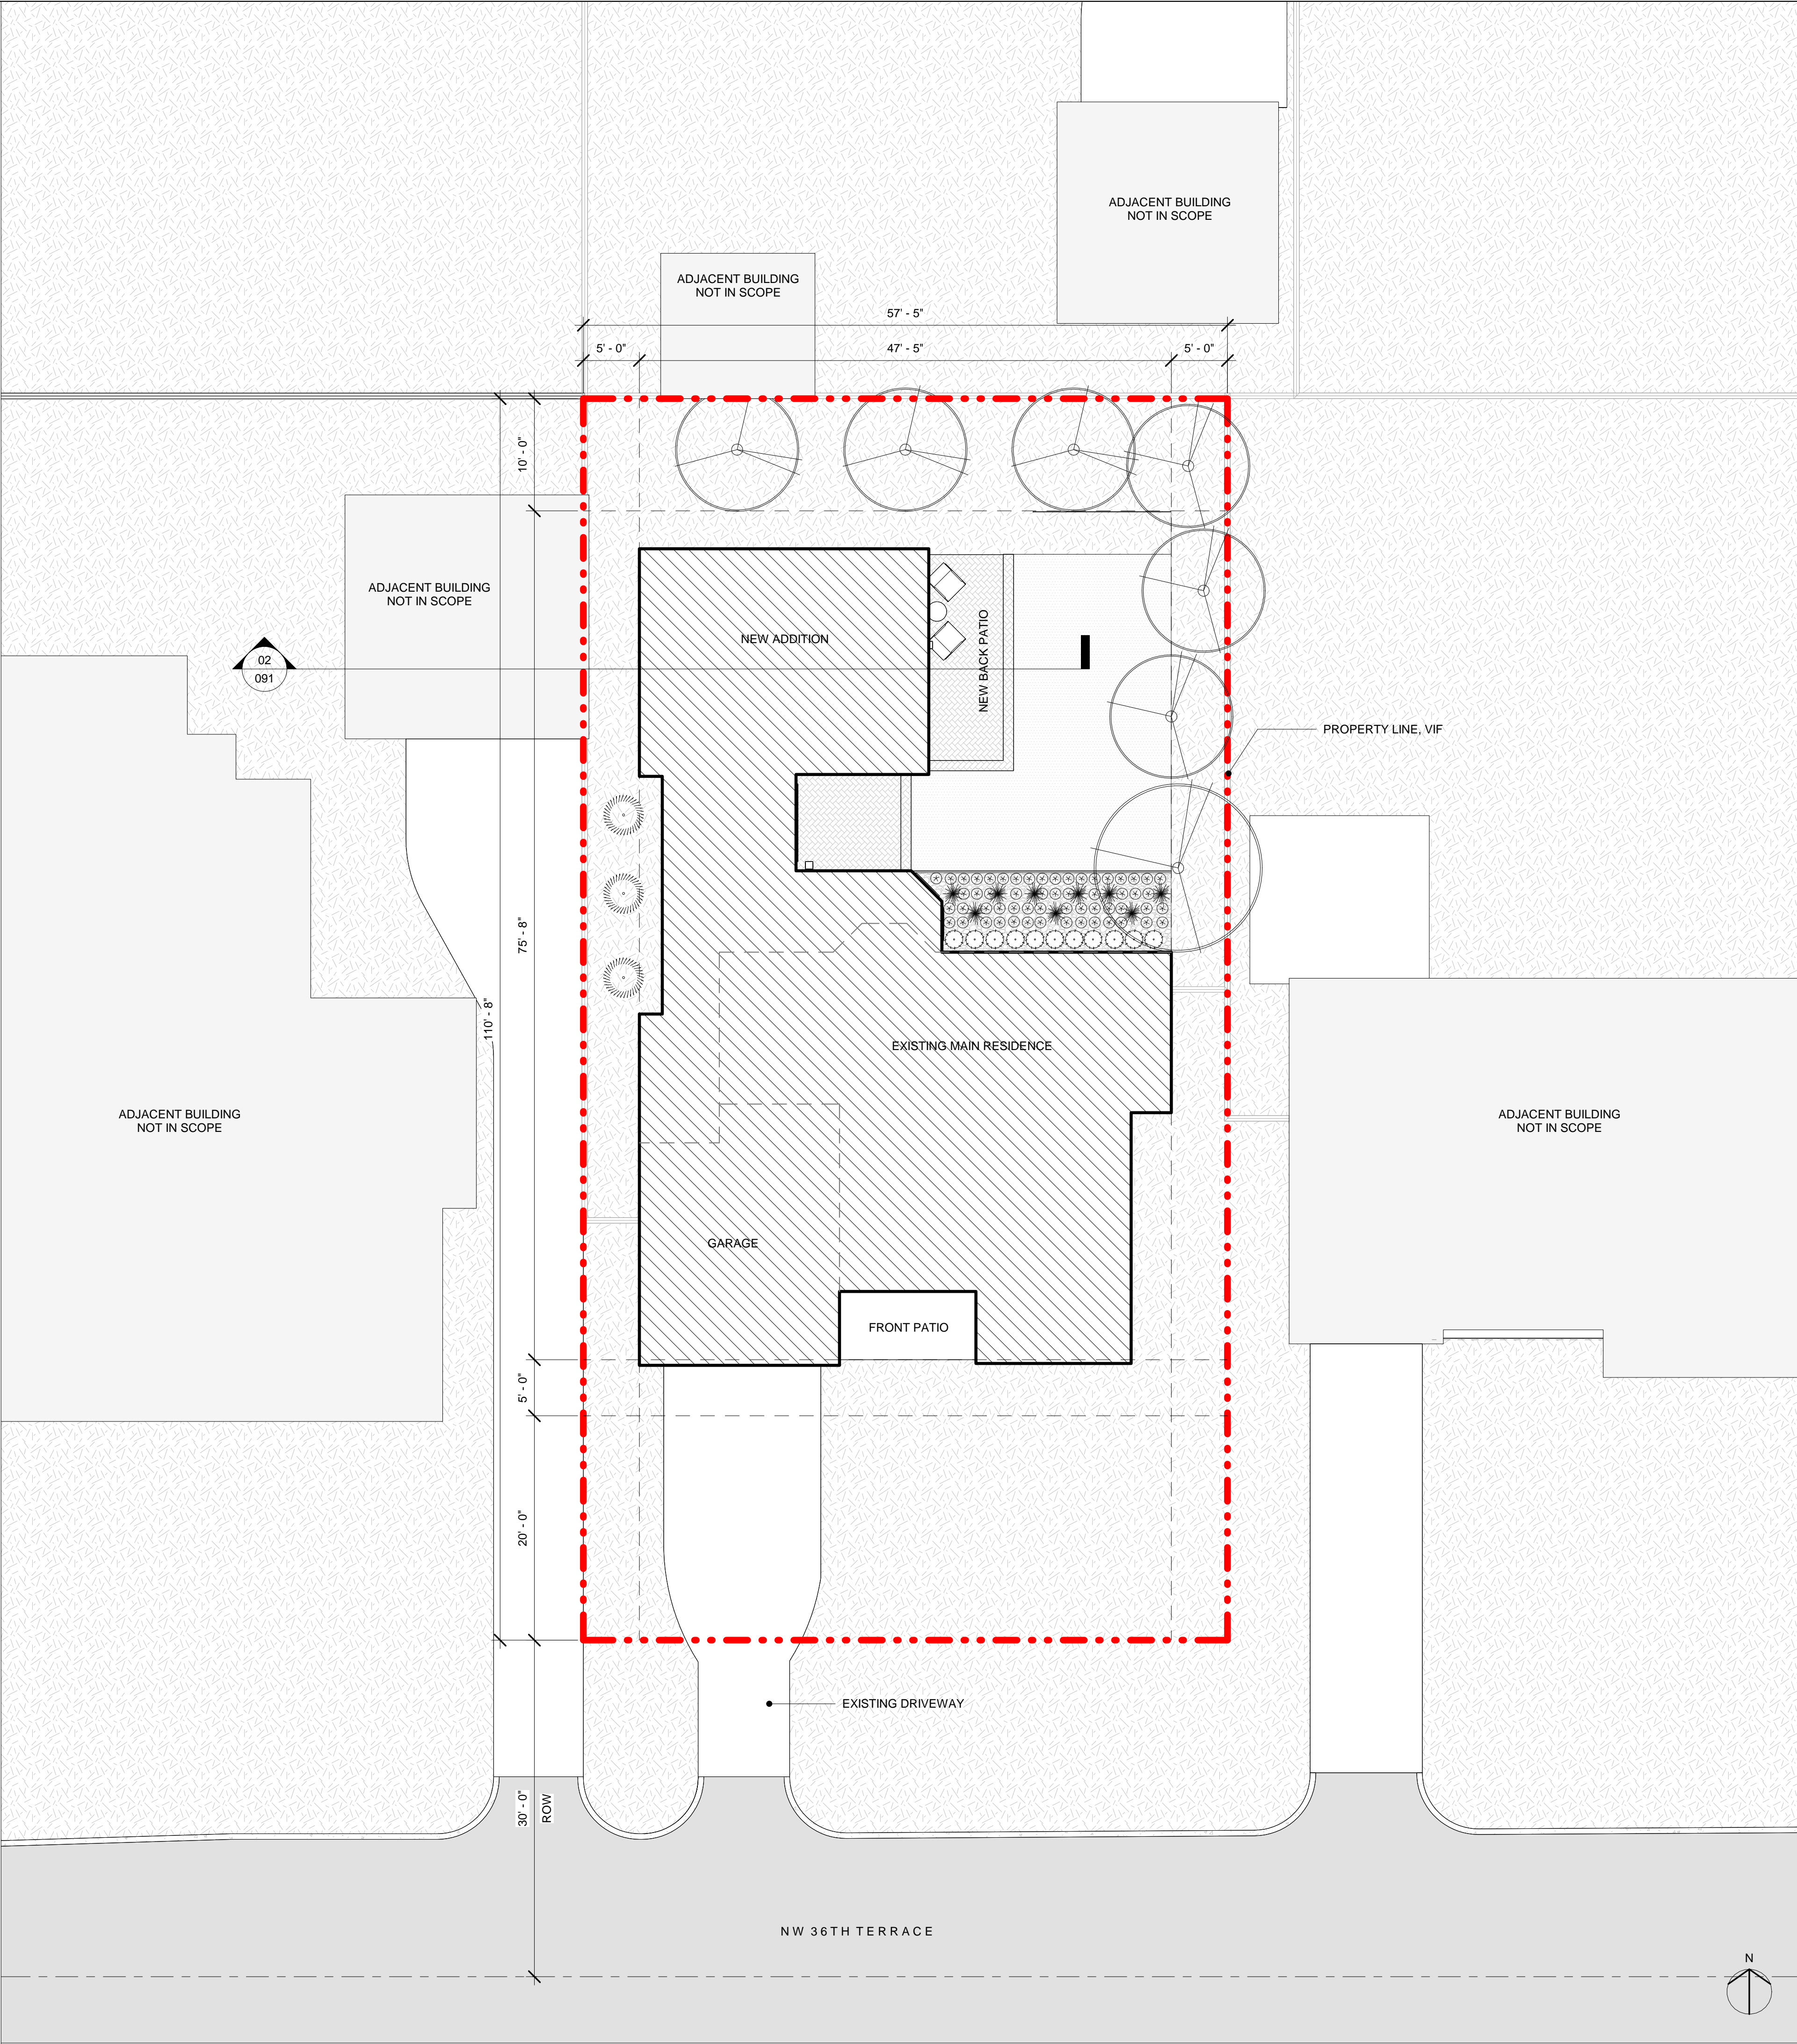 ADJACENT BUILDING
NOT IN SCOPE
ADJACENT BUILDING
NOT IN SCOPE
57' - 5"
5' - 0"
47' - 5"
5' - 0"
10' - 0"
ADJACENT BUILDING
NOT IN SCOPE
NEW ADDITION
NEW BACK PATIO
02
091
PROPERTY LINE, VIF
75' - 8"
110' - 8"
EXISTING MAIN RESIDENCE
ADJACENT BUILDING
NOT IN SCOPE
ADJACENT BUILDING
NOT IN SCOPE
GARAGE
FRONT PATIO
5' - 0"
20' - 0"
EXISTING DRIVEWAY
30' - 0"
ROW
NW 36TH TERRACE
N